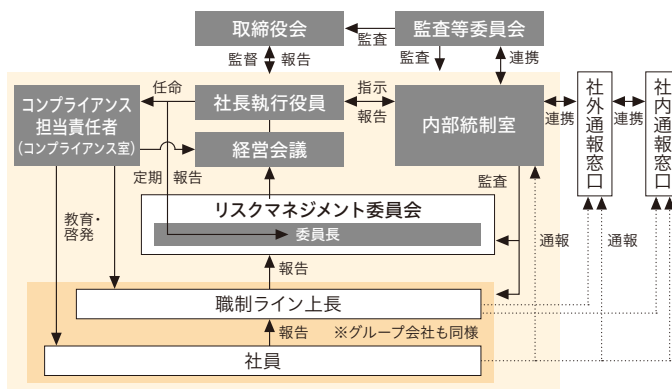 取締役会
監査
監査等委員会
監督
報告
監査
連携
コンプライアンス
担当責任者
（コンプライアンス室）
任命
社長執行役員
指示
報告
内部統制室
連携
社外通報窓口
連携
社内通報窓口
経営会議
定期
報告
監査
リスクマネジメント委員会
委員長
教育・
啓発
通報
通報
報告
職制ライン上長
報告
※グループ会社も同様
社員